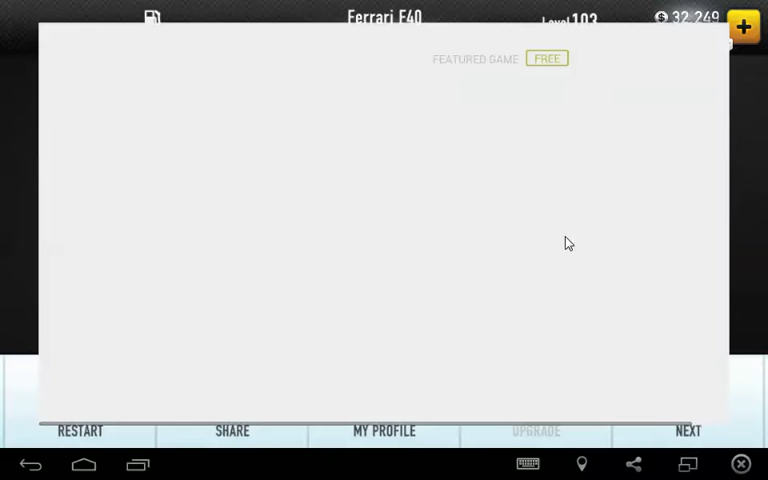 Ferrari F40
Level 103
$ 32,249
FEATURED GAME FREE
RESTART SHARE MY PROFILE UPGRADE NEXT